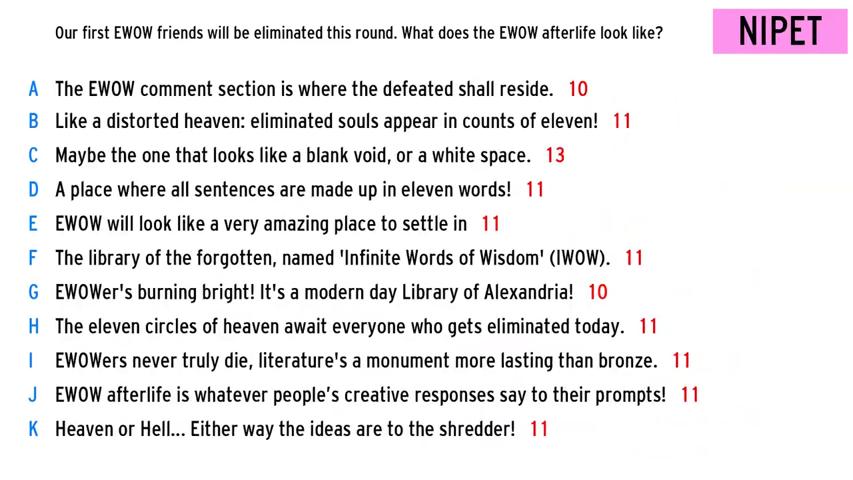 Our first EWOW friends will be eliminated this round. What does the EWOW afterlife look like?
NIPET
A The EWOW comment section is where the defeated shall reside. 10
B Like a distorted heaven: eliminated souls appear in counts of eleven! 11
C Maybe the one that looks like a blank void, or a white space. 13
D A place where all sentences are made up in eleven words! 11
E EWOW will look like a very amazing place to settle in 11
F The library of the forgotten, named 'Infinite Words of Wisdom' (IWOW). 11
G EWOWer's burning bright! It's a modern day Library of Alexandria! 10
H The eleven circles of heaven await everyone who gets eliminated today. 11
I EWOWers never truly die, literature's a monument more lasting than bronze. 11
J EWOW afterlife is whatever people’s creative responses say to their prompts! 11
K Heaven or Hell... Either way the ideas are to the shredder! 11